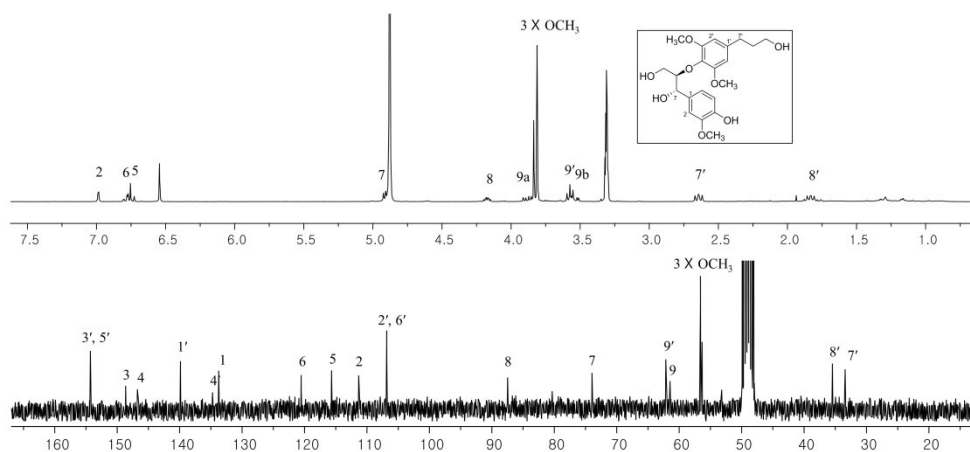 3 X OCH3
2 6 5 7 8 9a 9′ 9b 7′ 8′
OCH3
2′
1′
7′
OH
O
HO
OCH3
HO
7
1
2
OH
OCH3
7.5 7.0 6.5 6.0 5.5 5.0 4.5 4.0 3.5 3.0 2.5 2.0 1.5 1.0
3 X OCH3
3′, 5′ 3 4 1′ 4′ 1 6 5 2 2′, 6′ 8 7 9′ 9 8′ 7′
160 150 140 130 120 110 100 90 80 70 60 50 40 30 20